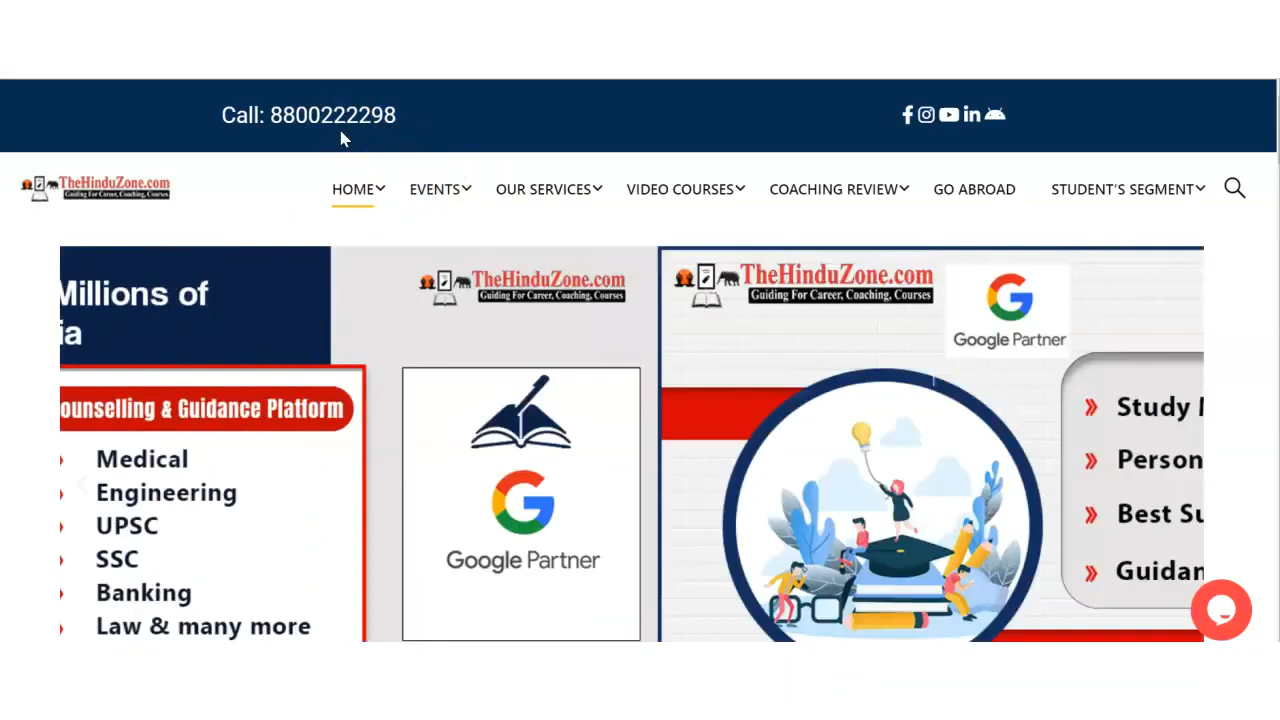 Call: 8800222298
TheHinduZone.com
Guiding For Career, Coaching, Courses
HOME
EVENTS
OUR SERVICES
VIDEO COURSES
COACHING REVIEW
GO ABROAD
STUDENT'S SEGMENT
Millions of
ia
ounselling & Guidance Platform
Medical
Engineering
UPSC
SSC
Banking
Law & many more
TheHinduZone.com
Guiding For Career, Coaching, Courses
Google Partner
TheHinduZone.com
Guiding For Career, Coaching, Courses
Google Partner
Study
Person
Best Su
Guidan